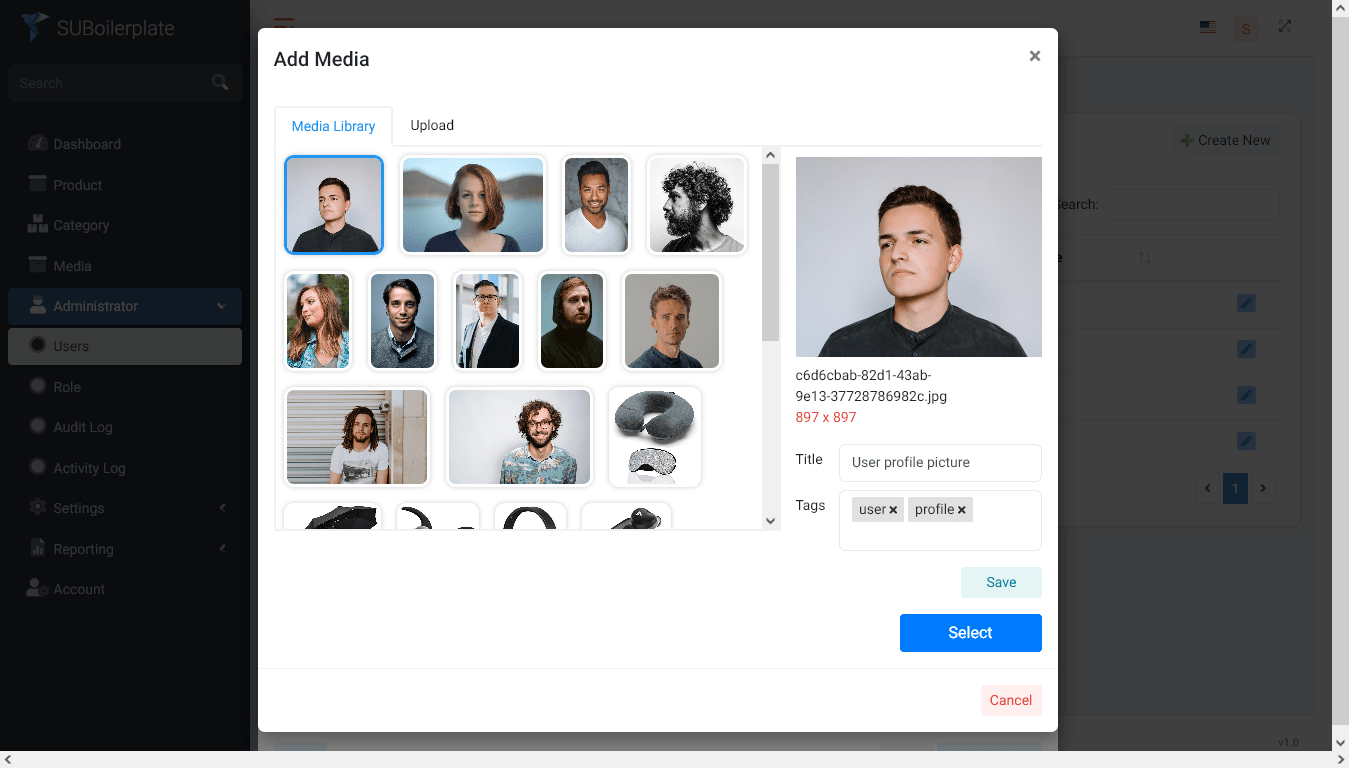 SUBoilerplate
S
Add Media
×
Search
Media Library
Upload
Dashboard
Create New
Product
Search:
Category
Media
Administrator
Users
c6d6cbab-82d1-43ab-
9e13-37728786982c.jpg
Role
897 x 897
Audit Log
Title
User profile picture
Activity Log
1
Tags
user ×
profile ×
Settings
Reporting
Save
Account
Select
Cancel
v1.0